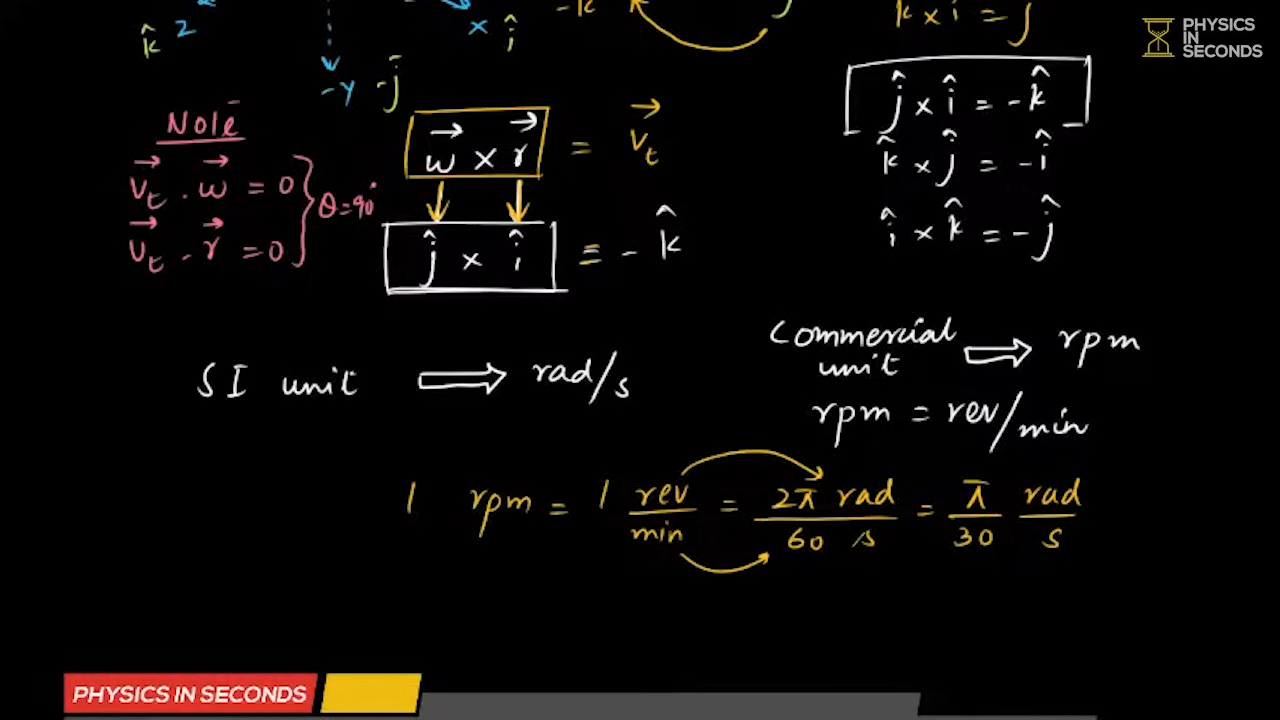 k̂ z
x î
-k
k̂ × î = ĵ
PHYSICS
IN
SECONDS
-y -ĵ
ĵ × î = -k̂
k̂ × ĵ = -î
î × k̂ = -ĵ
Note
v⃗t . w⃗ = 0
v⃗t . r⃗ = 0
θ = 90°
w⃗ × r⃗ = v⃗t
ĵ × î = - k̂
SI unit ⇒ rad/s
Commercial unit ⇒ rpm
rpm = rev/min
1 rpm = 1 rev/min = 2π rad/60 s = π/30 rad/s
PHYSICS IN SECONDS